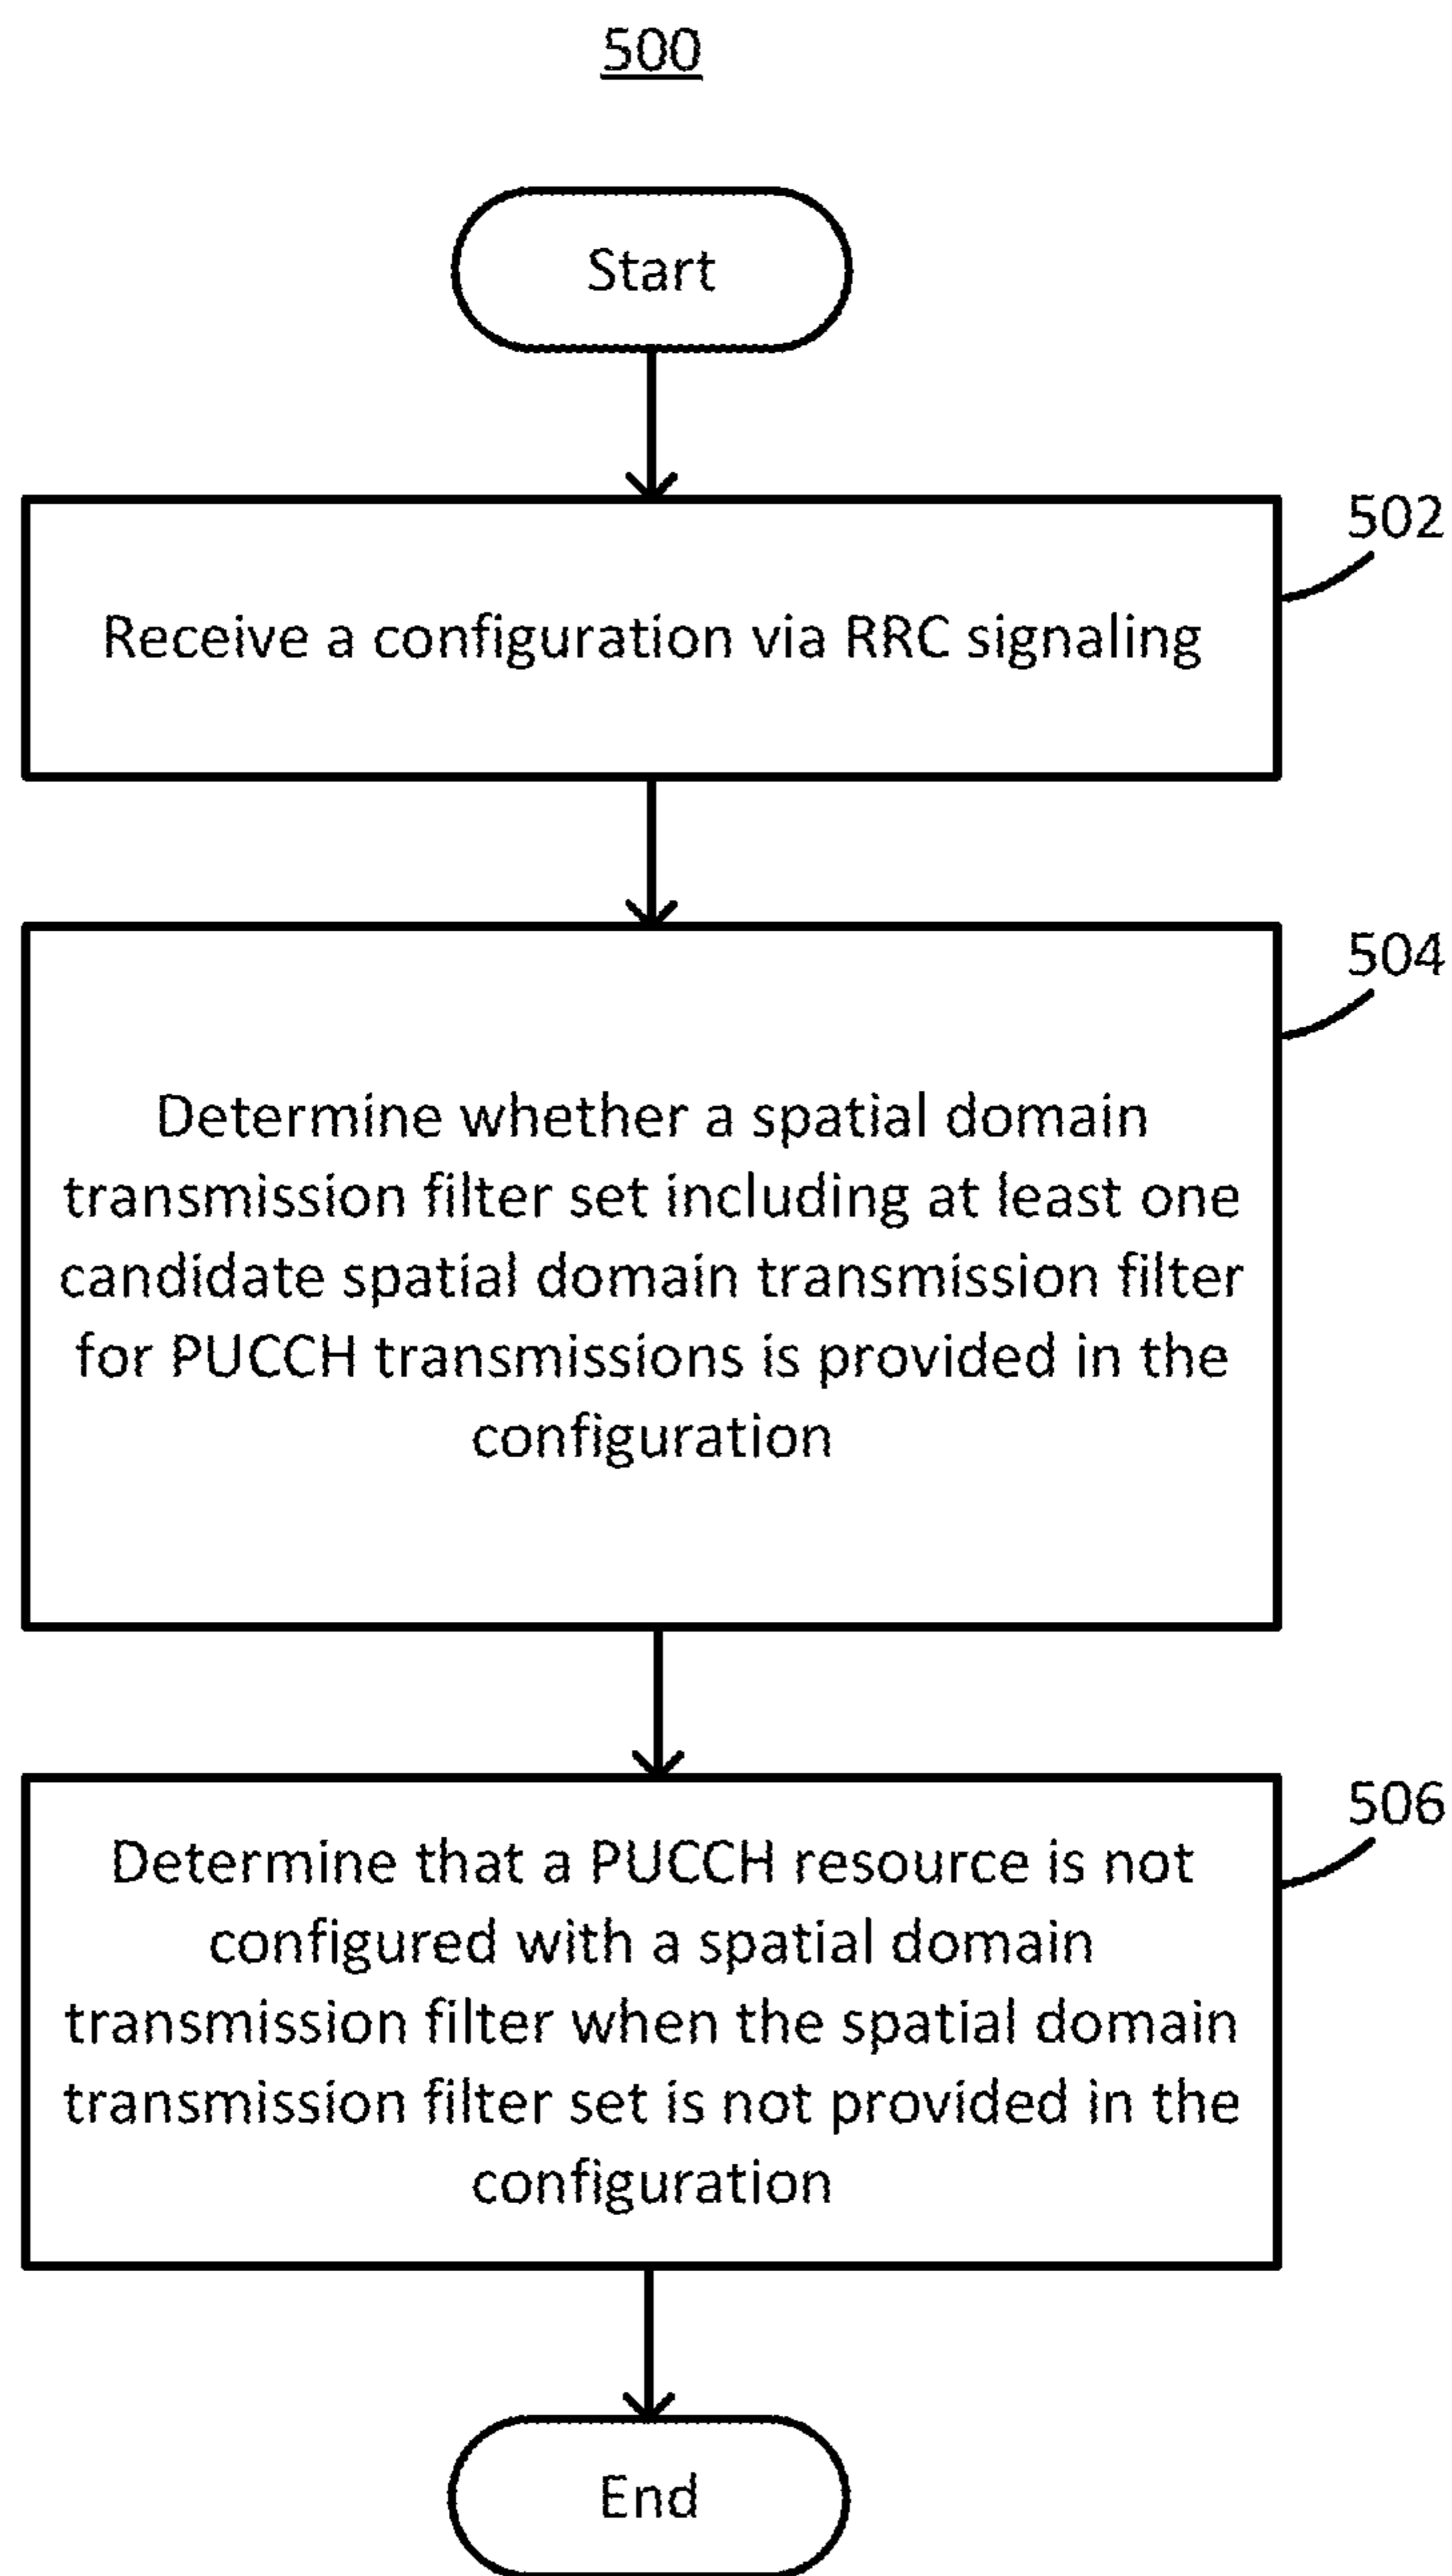 500
Start
502
Receive a configuration via RRC signaling
504
Determine whether a spatial domain
transmission filter set including at least one
candidate spatial domain transmission filter
for PUCCH transmissions is provided in the
configuration
506
Determine that a PUCCH resource is not
configured with a spatial domain
transmission filter when the spatial domain
transmission filter set is not provided in the
configuration
End